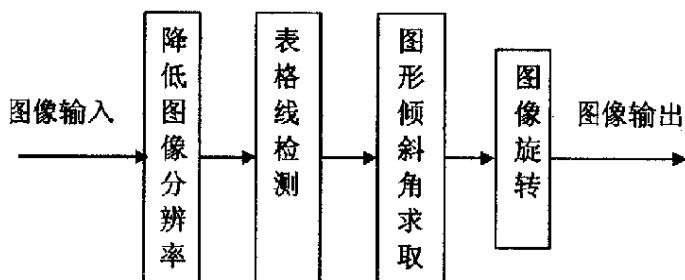 图像输入
降低图像分辨率
表格线检测
图形倾斜角求取
图像旋转
图像输出